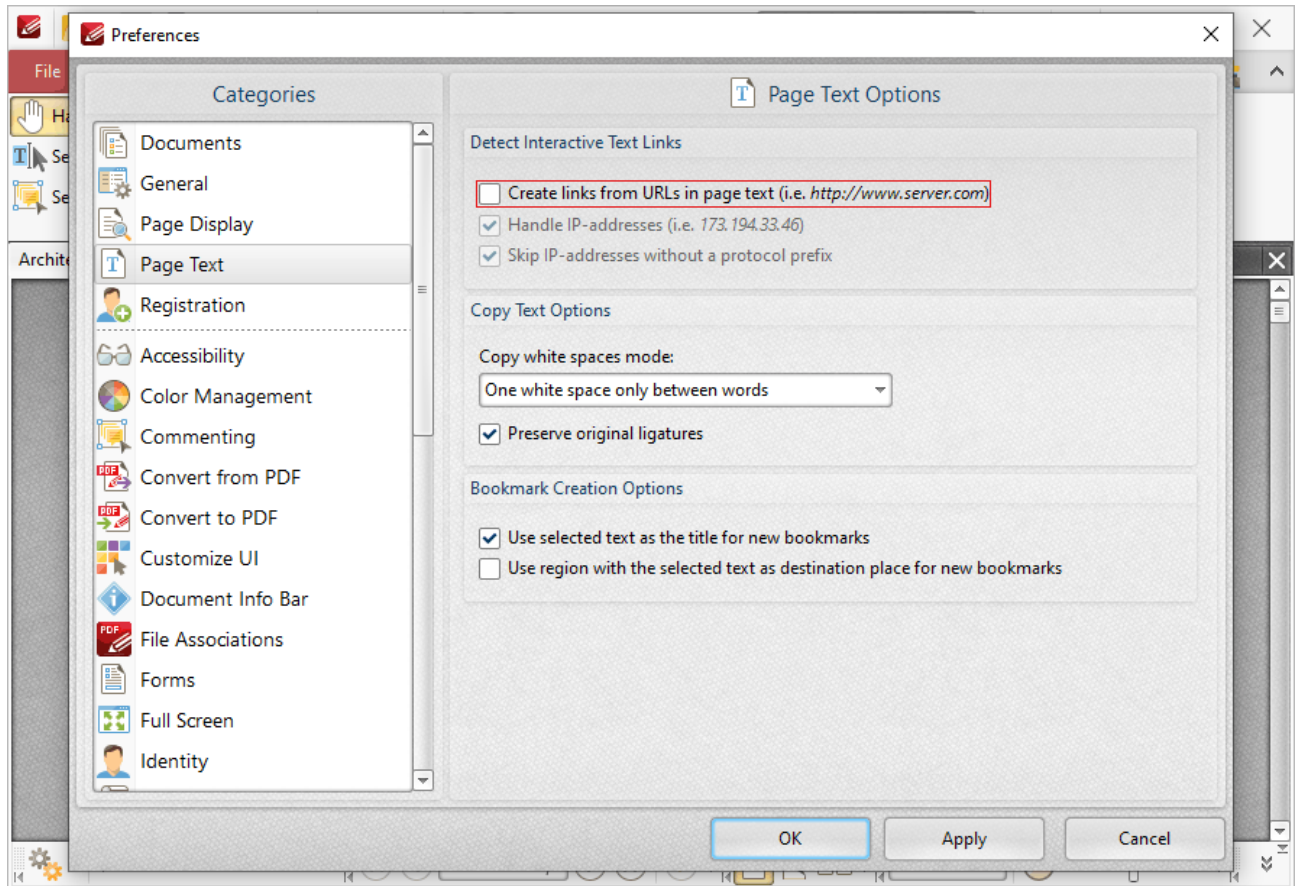 Preferences
File
Categories
Page Text Options
Ha
Se
Se
Archite
Documents
General
Page Display
Page Text
Registration
Accessibility
Color Management
Commenting
Convert from PDF
Convert to PDF
Customize UI
Document Info Bar
File Associations
Forms
Full Screen
Identity
Detect Interactive Text Links
Create links from URLs in page text (i.e. http://www.server.com)
Handle IP-addresses (i.e. 173.194.33.46)
Skip IP-addresses without a protocol prefix
Copy Text Options
Copy white spaces mode:
One white space only between words
Preserve original ligatures
Bookmark Creation Options
Use selected text as the title for new bookmarks
Use region with the selected text as destination place for new bookmarks
OK
Apply
Cancel